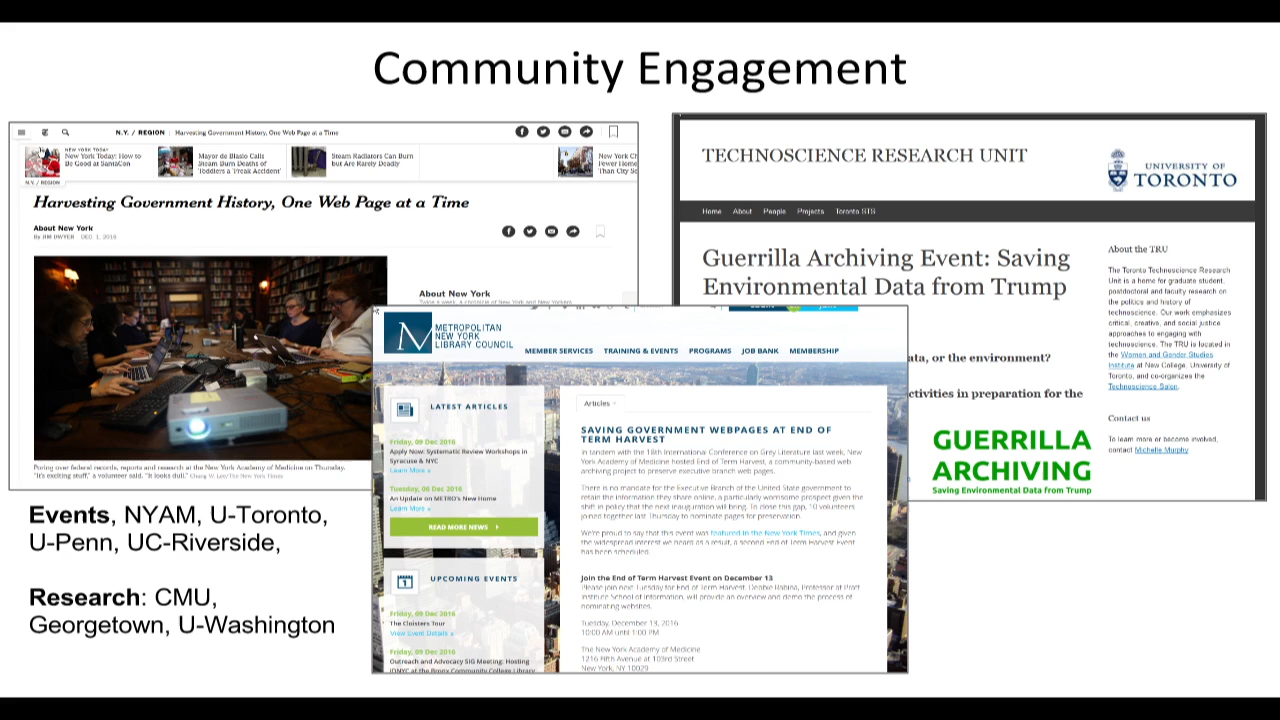 Community Engagement
N.Y. / REGION | Harvesting Government History, One Web Page at a Time
NEW YORK TODAY
New York Today: How to
Be Good at SantaCon
Mayor de Blasio Calls
Steam Burn Deaths of
Toddlers a 'Freak Accident'
Steam Radiators Can Burn
but Are Rarely Deadly
New York Ch
Fewer Home
Than City Sc
N.Y. / REGION
Harvesting Government History, One Web Page at a Time
About New York
By JIM DWYER DEC. 1, 2016
About New York
Twice a week, a chronicle of New York and New Yorkers.
Poring over federal records, reports and research at the New York Academy of Medicine on Thursday.
"It's exciting stuff," a volunteer said. "It looks dull." Chang W. Lee/The New York Times
TECHNOSCIENCE RESEARCH UNIT
UNIVERSITY OF
TORONTO
Home About People Projects Toronto STS
Guerrilla Archiving Event: Saving
Environmental Data from Trump
ata, or the environment?
ctivities in preparation for the
GUERRILLA
ARCHIVING
Saving Environmental Data from Trump
About the TRU
The Toronto Technoscience Research
Unit is a home for graduate student,
postdoctoral and faculty research on
the politics and history of
technoscience. Our work emphasizes
critical, creative, and social justice
approaches to engaging with
technoscience. The TRU is located in
the Women and Gender Studies
Institute at New College, University of
Toronto, and co-organizes the
Technoscience Salon.
Contact us
To learn more or become involved,
contact Michelle Murphy
METROPOLITAN
NEW YORK
LIBRARY COUNCIL
MEMBER SERVICES TRAINING & EVENTS PROGRAMS JOB BANK MEMBERSHIP
LATEST ARTICLES
Friday, 09 Dec 2016
Apply Now: Systematic Review Workshops in
Syracuse & NYC
Learn More »
Tuesday, 06 Dec 2016
An Update on METRO's New Home
Learn More »
READ MORE NEWS
UPCOMING EVENTS
Friday, 09 Dec 2016
The Cloisters Tour
View Event Details »
Friday, 09 Dec 2016
Outreach and Advocacy SIG Meeting: Hosting
IDNYC at the Bronx Community College Library
Articles
SAVING GOVERNMENT WEBPAGES AT END OF
TERM HARVEST
In tandem with the 18th International Conference on Grey Literature last week, New
York Academy of Medicine hosted End of Term Harvest, a community-based web
archiving project to preserve executive branch web pages.
There is no mandate for the Executive Branch of the United State government to
retain the information they share online, a particularly worrisome prospect given the
shift in policy that the next inauguration will bring. To close this gap, 10 volunteers
joined together last Thursday to nominate pages for preservation.
We're proud to say that this event was featured in the New York Times, and given
the widespread interest we heard as a result, a second End of Term Harvest Event
has been scheduled.
Join the End of Term Harvest Event on December 13
Please join next Tuesday for End of Term Harvest. Debbie Rabina, Professor at Pratt
Institute School of Information, will provide an overview and demo the process of
nominating websites.
Tuesday, December 13, 2016
10:00 AM until 1:00 PM
The New York Academy of Medicine
1216 Fifth Avenue at 103rd Street
New York, NY 10029
Events, NYAM, U-Toronto,
U-Penn, UC-Riverside,
Research: CMU,
Georgetown, U-Washington